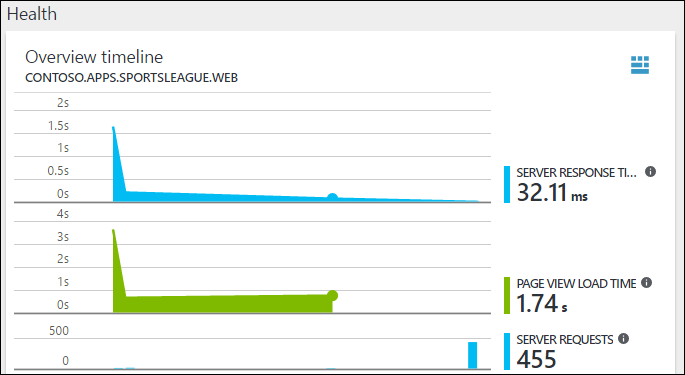 Health
Overview timeline
CONTOSO.APPS.SPORTSLEAGUE.WEB
2s
1.5s
1s
0.5s
0s
SERVER RESPONSE TI...
32.11 ms
4s
3s
2s
1s
0s
PAGE VIEW LOAD TIME
1.74 s
500
0
SERVER REQUESTS
455